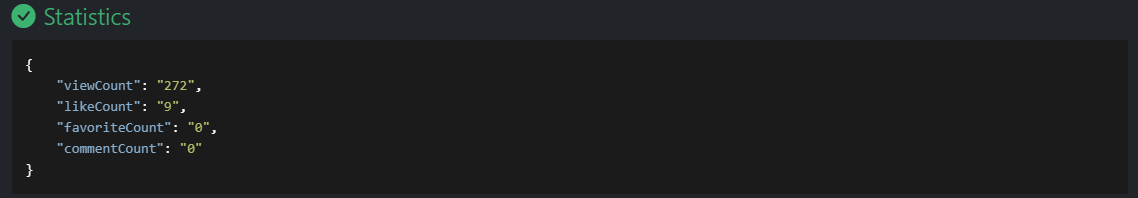 Statistics
{
    "viewCount": "272",
    "likeCount": "9",
    "favoriteCount": "0",
    "commentCount": "0"
}